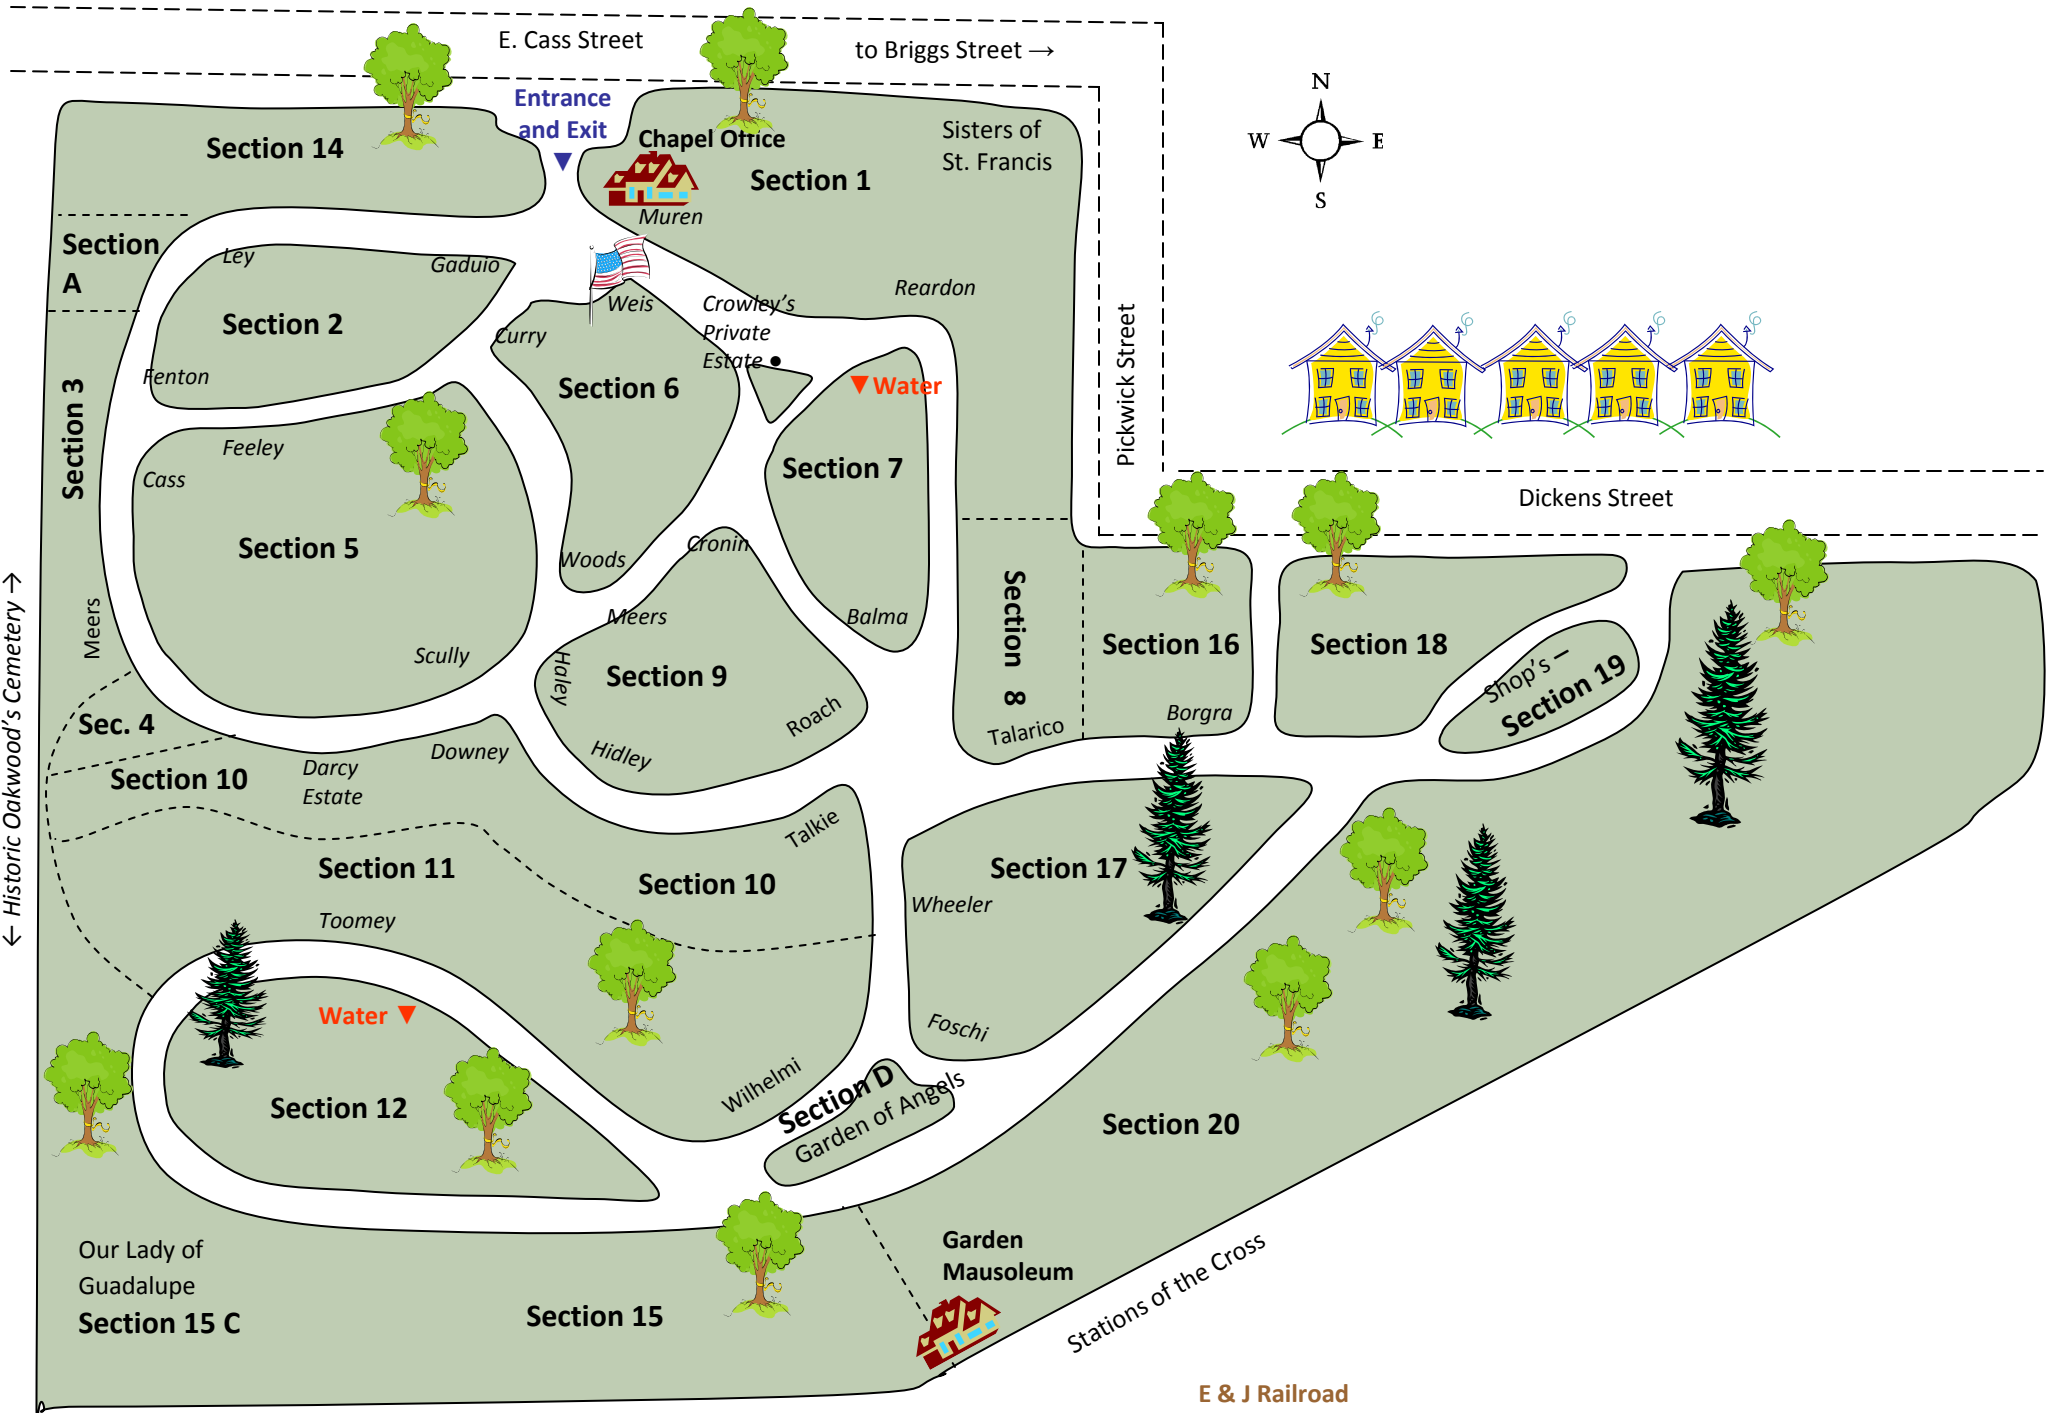 E. Cass Street
to Briggs Street →
Entrance
and Exit
Chapel Office
Sisters of
St. Francis
Section 14
Section 1
Muren
N
W E
S
Section
A
Ley
Gaduio
Section 2
Fenton
Weis
Curry
Crowley's
Private
Estate •
Reardon
Section 6
Water
Section 3
Pickwick Street
Feeley
Cass
Section 5
Section 7
Dickens Street
Woods
Cronin
Meers
Balma
Meers
Scully
Haley
Section 9
Roach
Hidley
Section 8
Talarico
Section 16
Borgra
Section 18
Shop's –
Section 19
← Historic Oakwood's Cemetery →
Sec. 4
Section 10
Darcy
Estate
Downey
Talkie
Section 11
Toomey
Section 10
Section 17
Wheeler
Foschi
Water
Section 12
Wilhelmi
Section D
Garden of Angels
Section 20
Our Lady of
Guadalupe
Section 15 C
Section 15
Garden
Mausoleum
Stations of the Cross
E & J Railroad